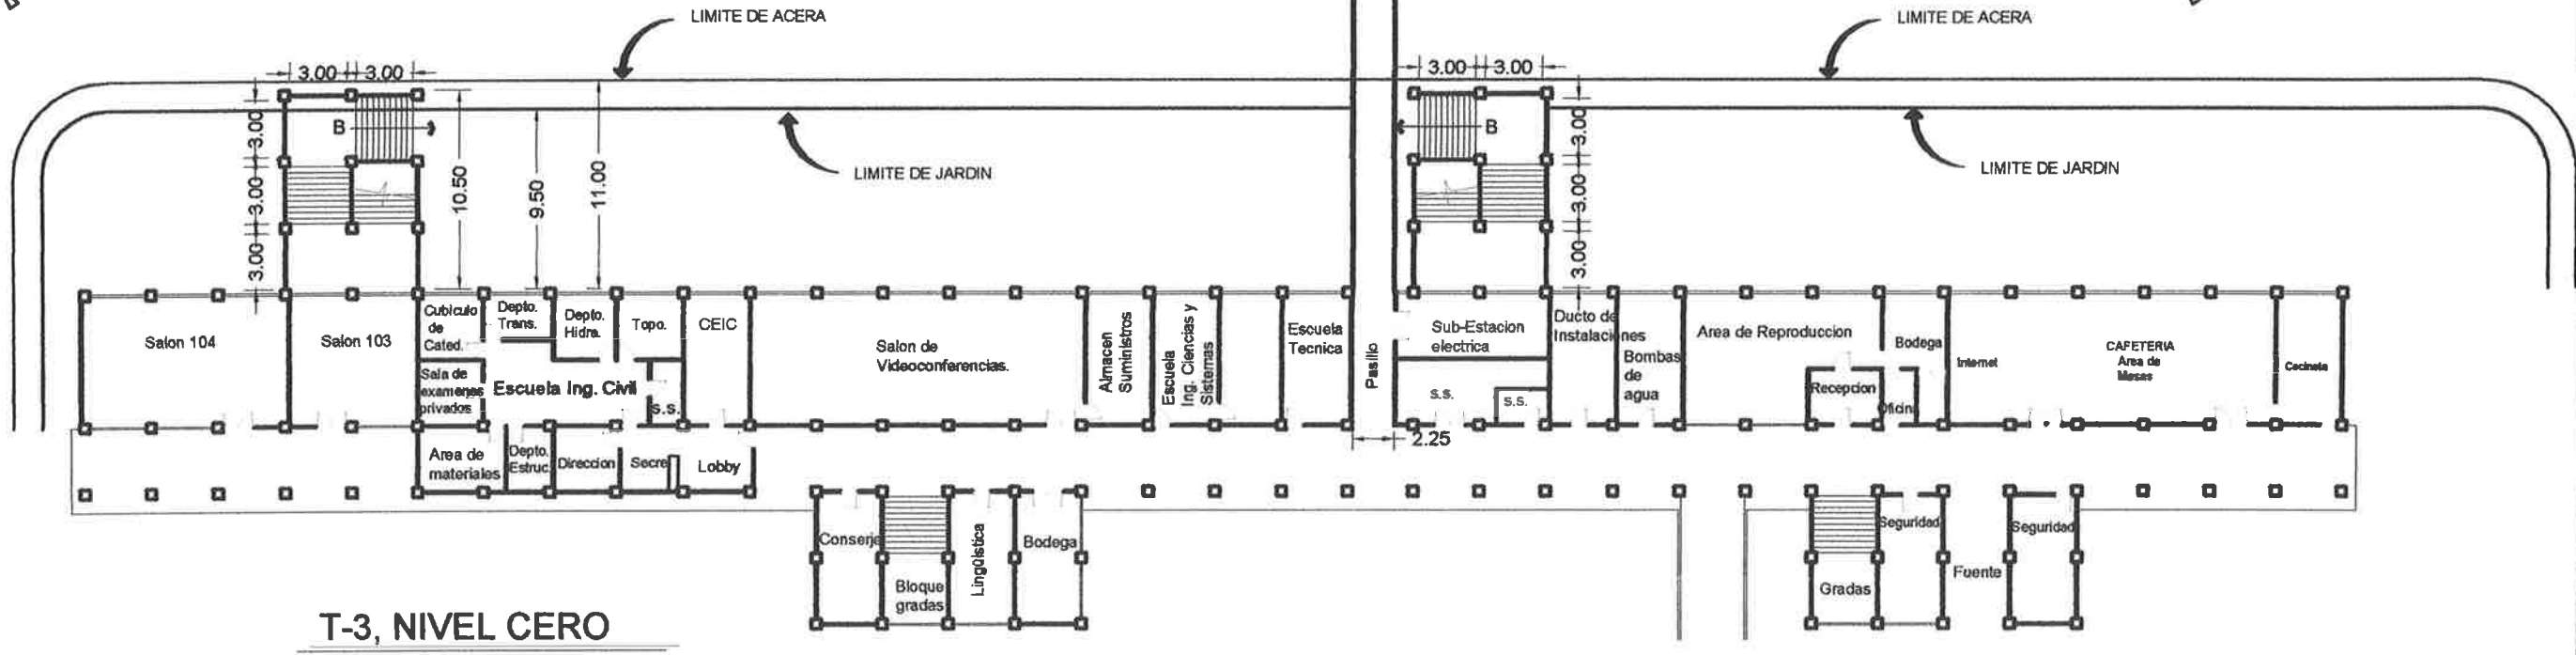 LIMITE DE ACERA
LIMITE DE ACERA
3.00
3.00
3.00
3.00
B
B
3.00
3.00
3.00
10.50
9.50
11.00
3.00
3.00
3.00
LIMITE DE JARDIN
LIMITE DE JARDIN
Salon 104
Salon 103
Cubiculo
de
Cated.
Depto.
Trans.
Depto.
Hidra.
Topo.
CEIC
Salon de
Videoconferencias.
Almacen
Suministros
Escuela
Ing. Ciencias y
Sistemas
Escuela
Tecnica
Pasillo
Sub-Estacion
electrica
Ducto de
Instalaciones
Bombas
de
agua
Area de Reproduccion
Bodega
Internet
CAFETERIA
Area de
Mesas
Cocineta
Sala de
examenes
privados
Escuela Ing. Civil
s.s.
s.s.
s.s.
Recepcion
Oficin
2.25
Area de
materiales
Depto.
Estruc.
Direccion
Secre
Lobby
Conserje
Bloque
gradas
Lingüistica
Bodega
Gradas
Seguridad
Fuente
Seguridad
T-3, NIVEL CERO